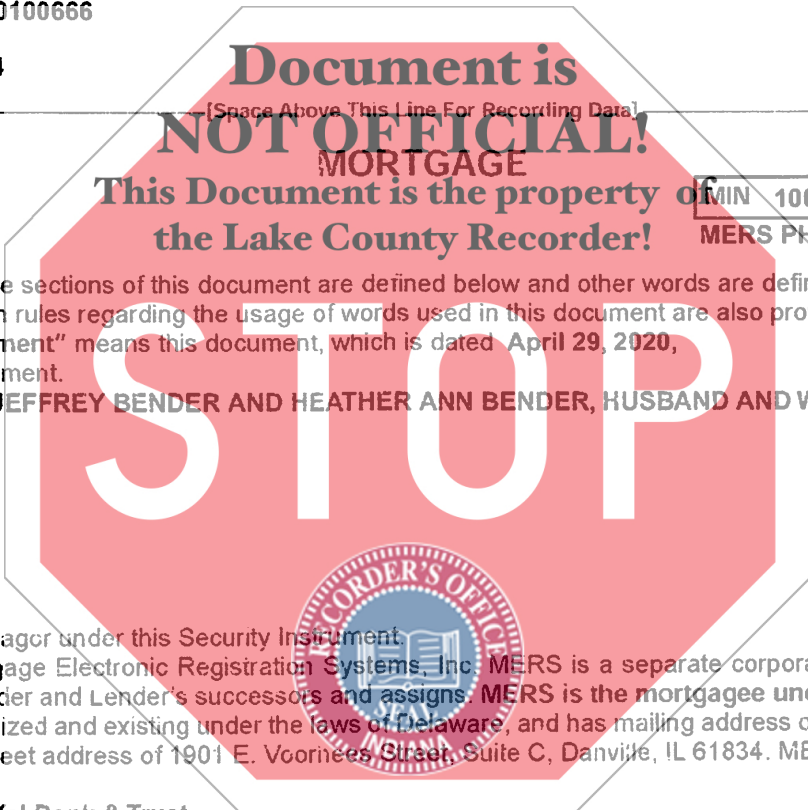 0100666
Document is
[Space Above This Line For Recording Data]
NOT OFFICIAL!
MORTGAGE
This Document is the property of
MIN 100
the Lake County Recorder!
MERS PH
e sections of this document are defined below and other words are defin
n rules regarding the usage of words used in this document are also pro
ment" means this document, which is dated April 29, 2020,
ment.
JEFFREY BENDER AND HEATHER ANN BENDER, HUSBAND AND W
STOP
RECORDER'S OFFICE
agor under this Security Instrument.
gage Electronic Registration Systems, Inc. MERS is a separate corpora
der and Lender's successors and assigns. MERS is the mortgagee und
SEAL
ized and existing under the laws of Delaware, and has mailing address o
INDIANA
eet address of 1901 E. Voorhees Street, Suite C, Danville, IL 61834. ME
Bank & Trust